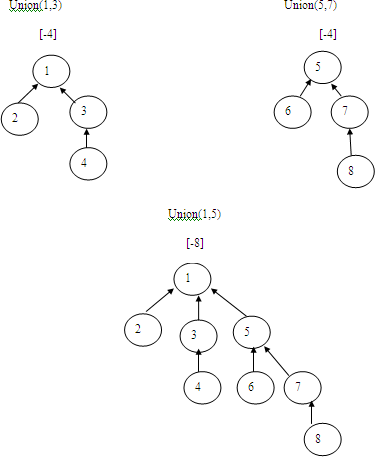 Union(1,3) Union(5,7)
[-4] [-4]
1 5
2 3 6 7
4 8
Union(1,5)
[-8]
1
2 3 5
4 6 7
8